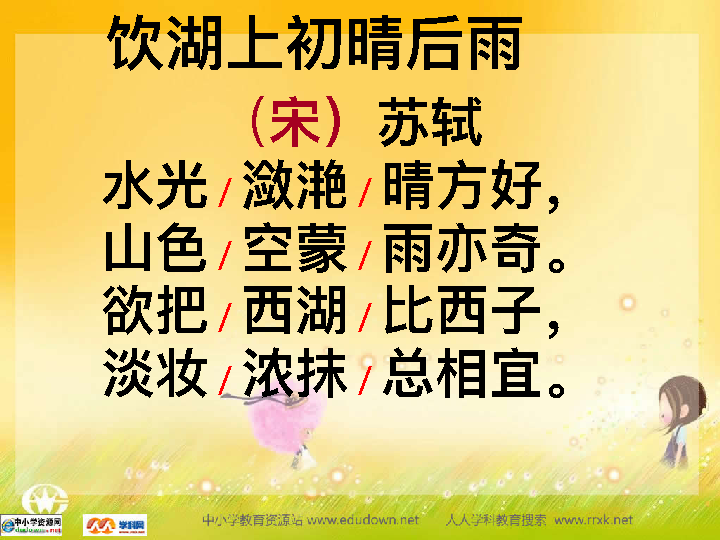 饮湖上初晴后雨
（宋）苏轼
水光/潋滟/晴方好，
山色/空蒙/雨亦奇。
欲把/西湖/比西子，
淡妆/浓抹/总相宜。
中小学资源网
学科网
中小学教育资源站 www.edudown.net 人人学科教育搜索 www.rrxk.net